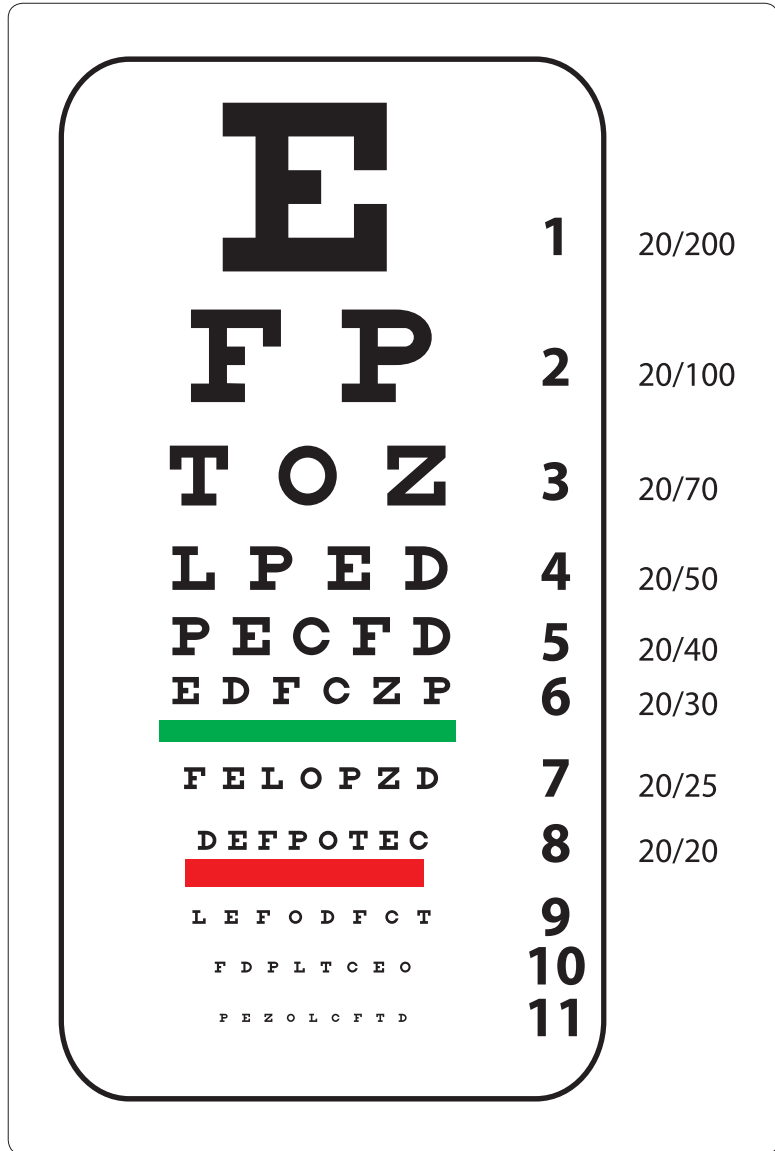 E 1 20/200
F P 2 20/100
T O Z 3 20/70
L P E D 4 20/50
P E C F D 5 20/40
E D F C Z P 6 20/30
F E L O P Z D 7 20/25
D E F P O T E C 8 20/20
L E F O D F C T 9
F D P L T C E O 10
P E Z O L C F T D 11